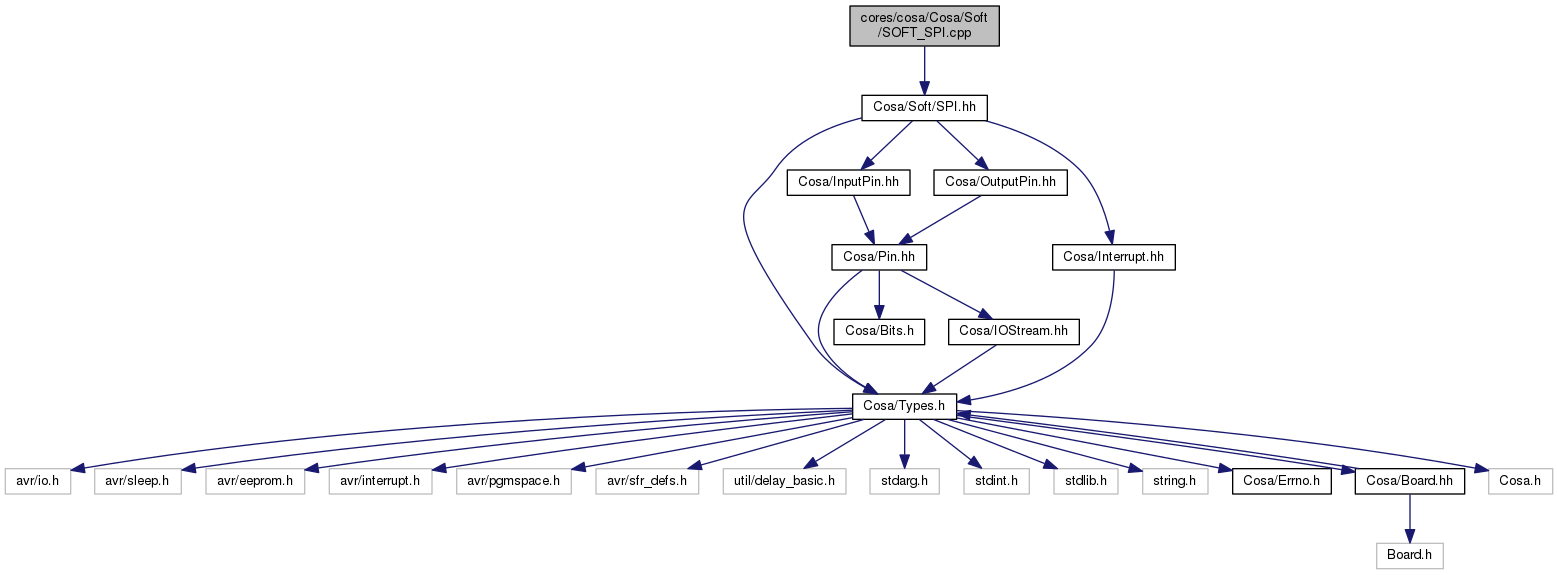 cores/cosa/Cosa/Soft
/SOFT_SPI.cpp
Cosa/Soft/SPI.hh
Cosa/InputPin.hh
Cosa/OutputPin.hh
Cosa/Pin.hh
Cosa/Interrupt.hh
Cosa/Bits.h
Cosa/IOStream.hh
Cosa/Types.h
avr/io.h
avr/sleep.h
avr/eeprom.h
avr/interrupt.h
avr/pgmspace.h
avr/sfr_defs.h
util/delay_basic.h
stdarg.h
stdint.h
stdlib.h
string.h
Cosa/Errno.h
Cosa/Board.hh
Cosa.h
Board.h